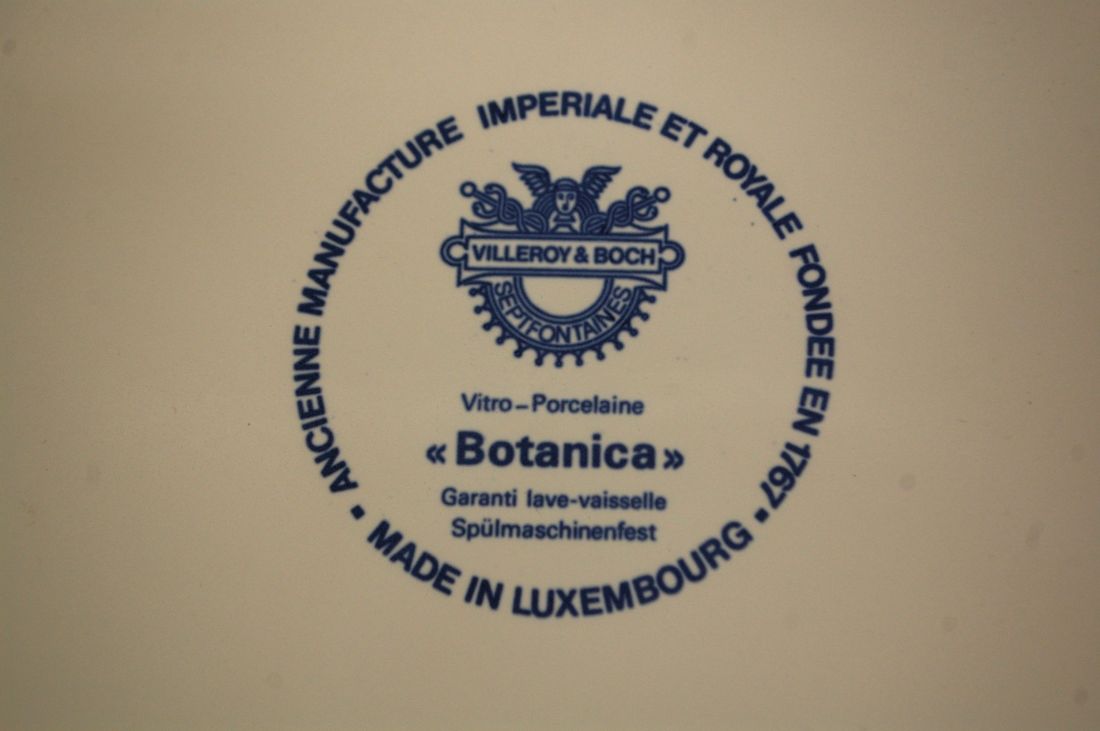 ANCIENNE MANUFACTURE IMPERIALE ET ROYALE FONDEE EN 1767
VILLEROY & BOCH
SEPTFONTAINES
Vitro-Porcelaine
«Botanica»
Garanti lave-vaisselle
Spülmaschinenfest
• MADE IN LUXEMBOURG •